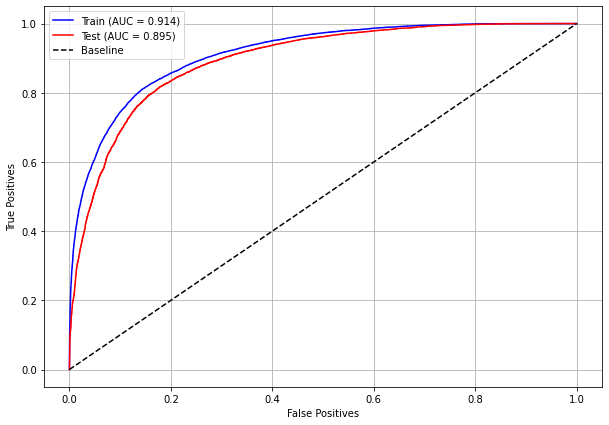 Train (AUC = 0.914)
Test (AUC = 0.895)
Baseline
True Positives
1.0
0.8
0.6
0.4
0.2
0.0
0.0 0.2 0.4 0.6 0.8 1.0
False Positives